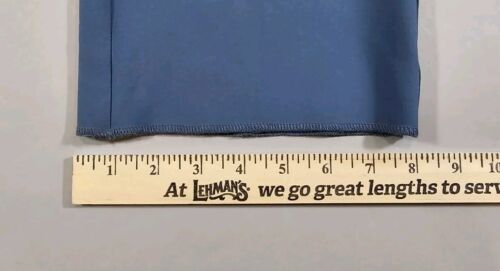 1 2 3 4 5 6 7 8 9 10
At LEHMAN'S we go great lengths to serv